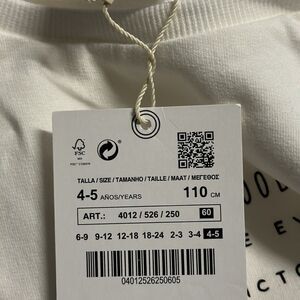 FSC
TALLA / SIZE / TAMANHO / TAILLE / MAAT / ΜΕΓΕΘΟΣ
4-5 AÑOS/YEARS 110 CM
ART.: 4012 / 526 / 250 60
6-9 9-12 12-18 18-24 2-3 3-4 4-5
04012526250605